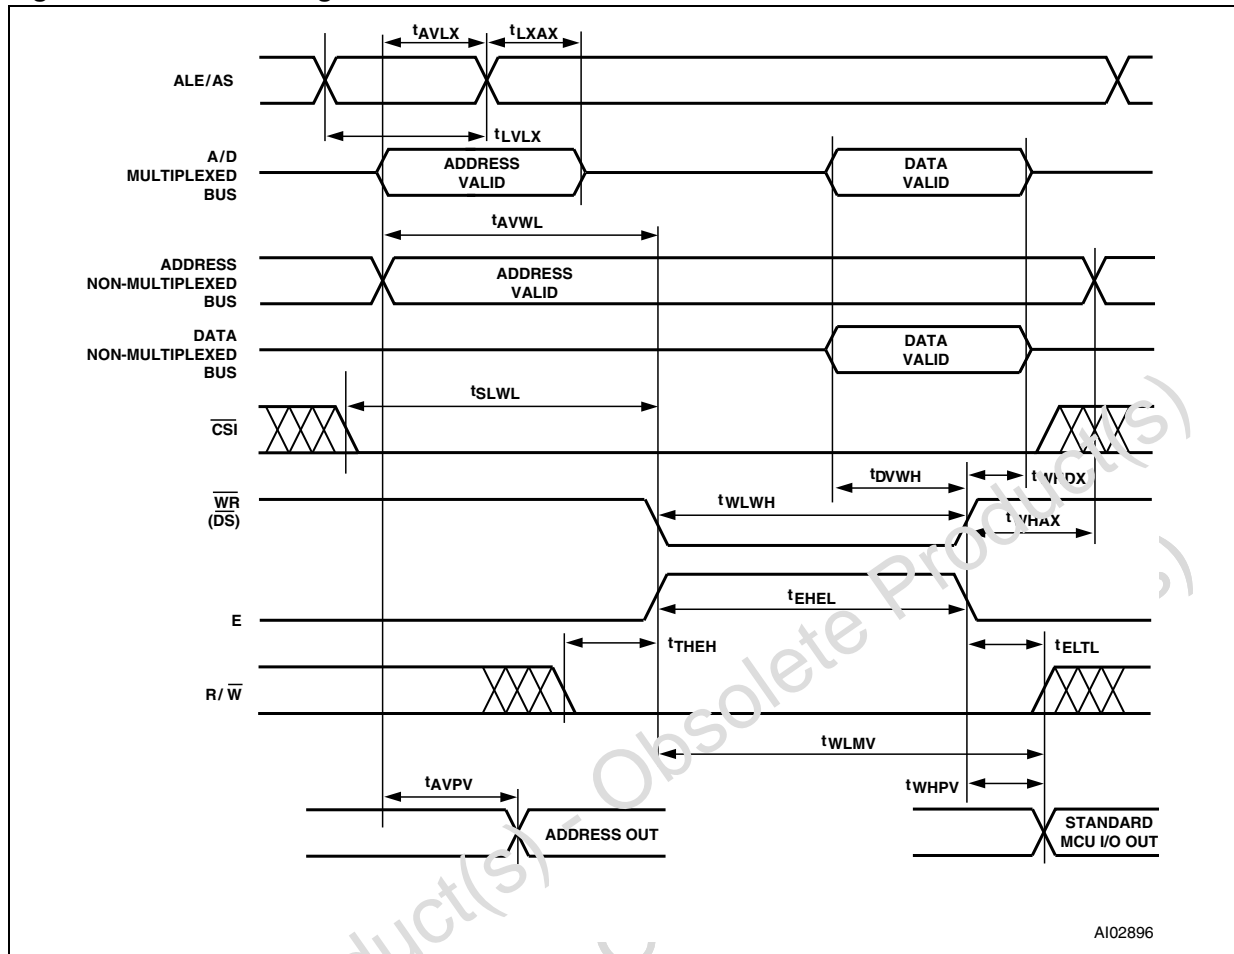 tAVLX tLXAX
ALE/AS
tLVLX
A/D
MULTIPLEXED
BUS
ADDRESS
VALID
DATA
VALID
tAVWL
ADDRESS
NON-MULTIPLEXED
BUS
ADDRESS
VALID
DATA
NON-MULTIPLEXED
BUS
DATA
VALID
tSLWL
CSI
tDVWH tWHDX
WR
(DS)
tWLWH
tWHAX
tEHEL
E
tTHEH tELTL
R/W
tWLMV
tAVPV tWHPV
ADDRESS OUT
STANDARD
MCU I/O OUT
AI02896
Product(s) - Obsolete Product(s)